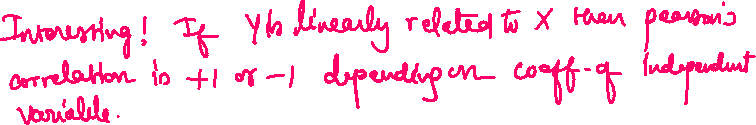 Interesting! If Y is linearly related to X then pearson's
correlation is +1 or -1 depending on coeff. of independent
variable.